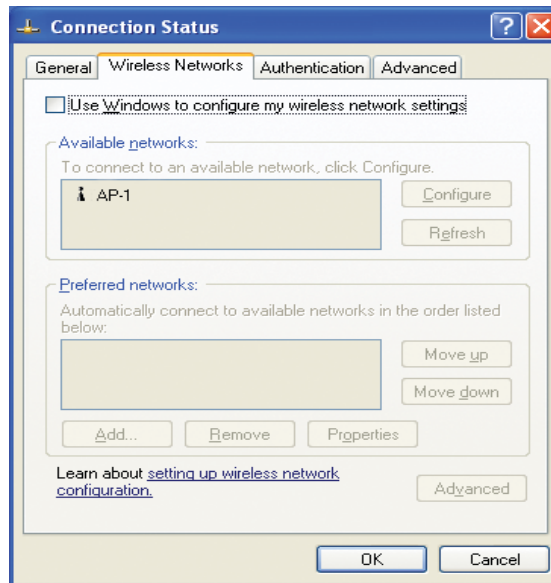 Connection Status
General Wireless Networks Authentication Advanced
Use Windows to configure my wireless network settings
Available networks:
To connect to an available network, click Configure.
AP-1
Configure
Refresh
Preferred networks:
Automatically connect to available networks in the order listed
below:
Move up
Move down
Add... Remove Properties
Learn about setting up wireless network
configuration.
Advanced
OK Cancel